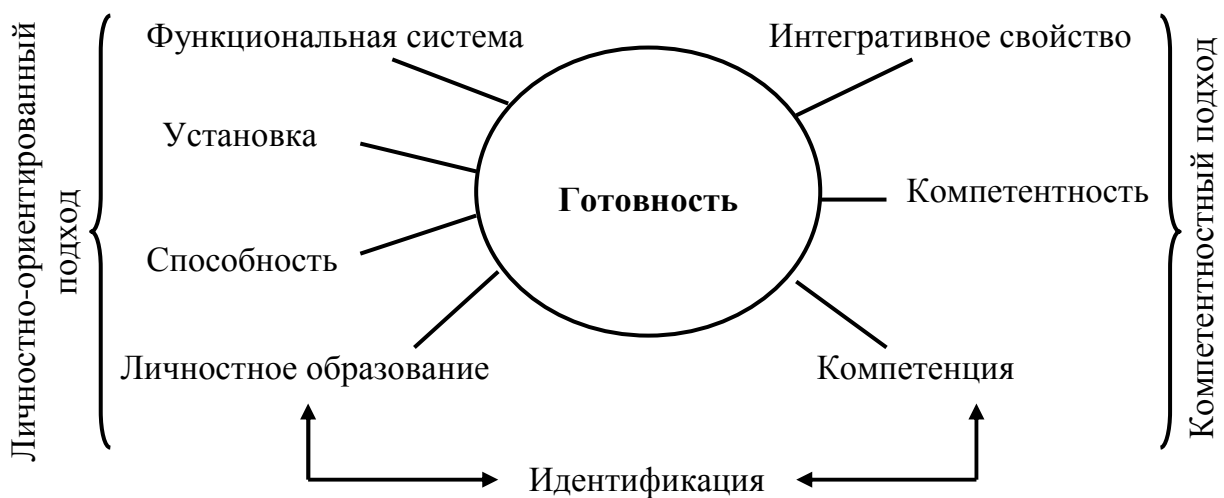 Личностно-ориентированный
подход
Функциональная система
Установка
Способность
Личностное образование
Готовность
Интегративное свойство
Компетентность
Компетенция
Компетентностный подход
Идентификация